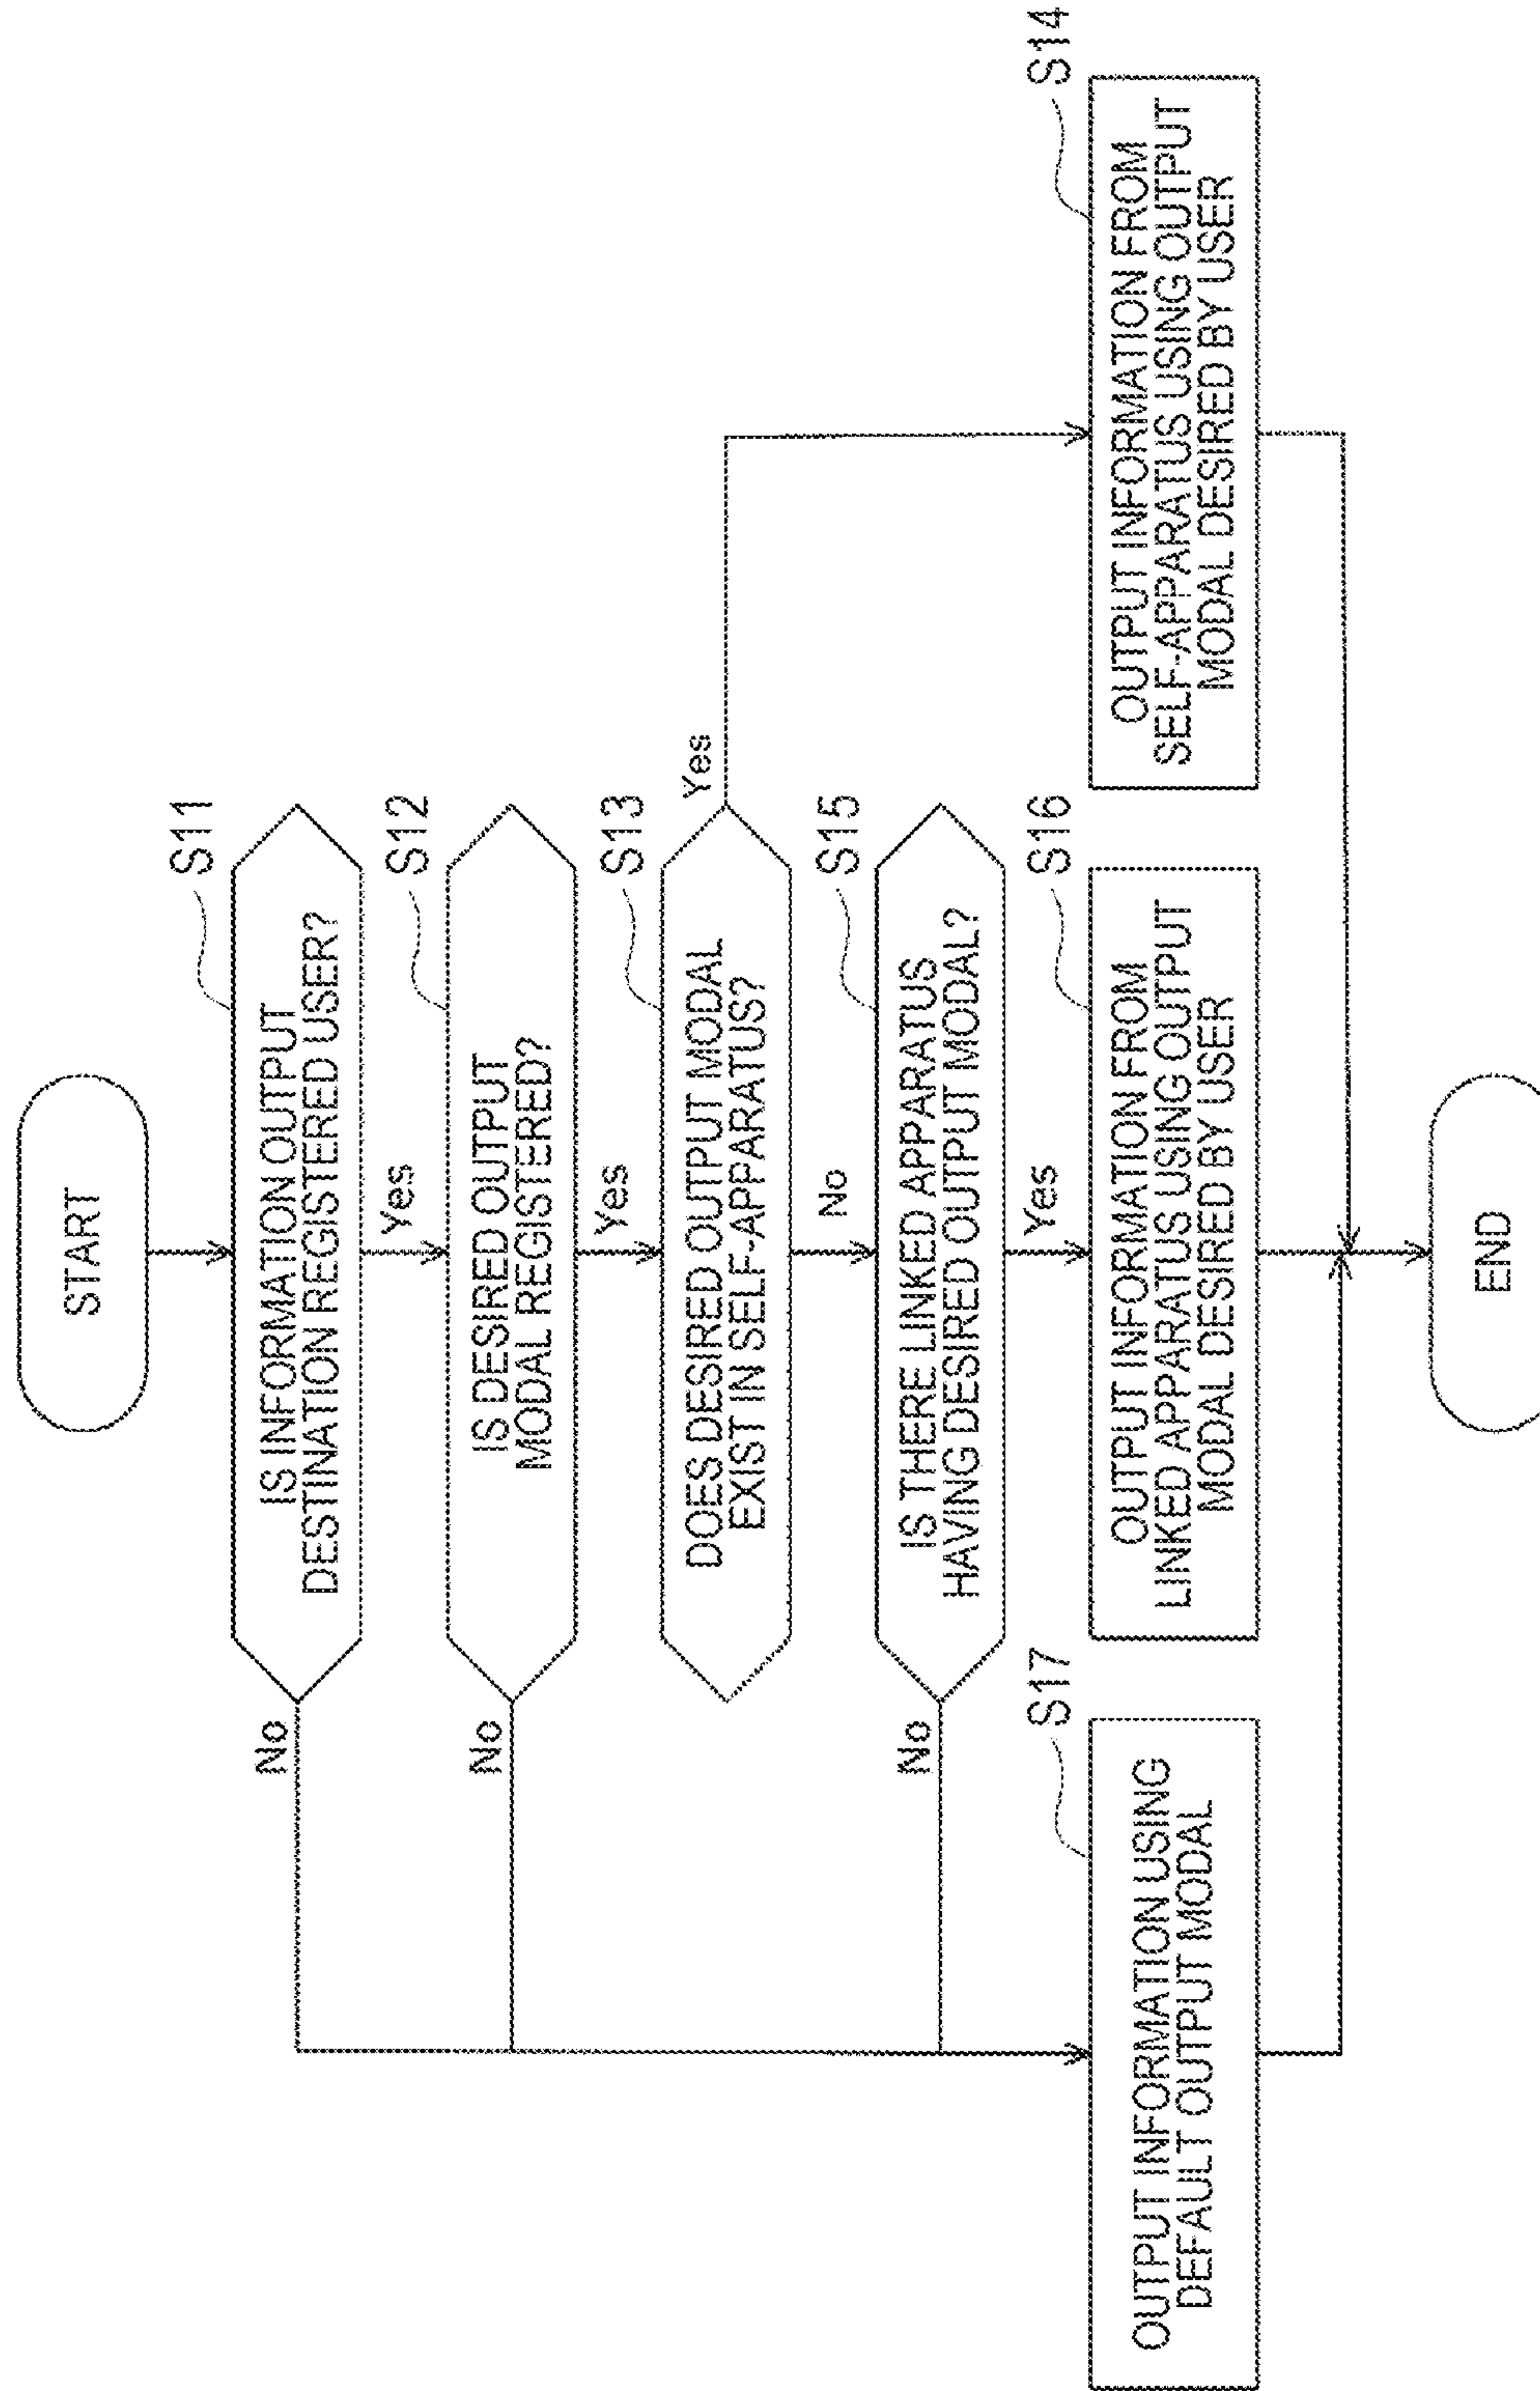 START
S11
IS INFORMATION OUTPUT
DESTINATION REGISTERED USER?
No
Yes
S12
IS DESIRED OUTPUT
MODAL REGISTERED?
No
Yes
S13
DOES DESIRED OUTPUT MODAL
EXIST IN SELF-APPARATUS?
Yes
No
S15
IS THERE LINKED APPARATUS
HAVING DESIRED OUTPUT MODAL?
No
Yes
S17
OUTPUT INFORMATION USING
DEFAULT OUTPUT MODAL
S16
OUTPUT INFORMATION FROM
LINKED APPARATUS USING OUTPUT
MODAL DESIRED BY USER
S14
OUTPUT INFORMATION FROM
SELF-APPARATUS USING OUTPUT
MODAL DESIRED BY USER
END